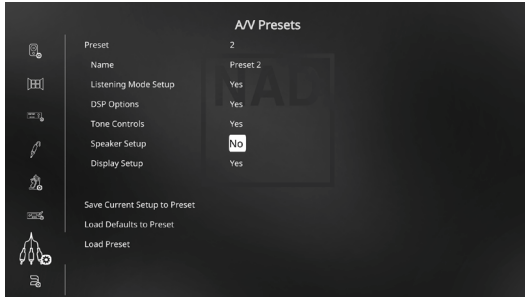 A/V Presets
Preset 2
Name Preset 2
Listening Mode Setup Yes
DSP Options Yes
Tone Controls Yes
Speaker Setup No
Display Setup Yes
Save Current Setup to Preset
Load Defaults to Preset
Load Preset
NAD